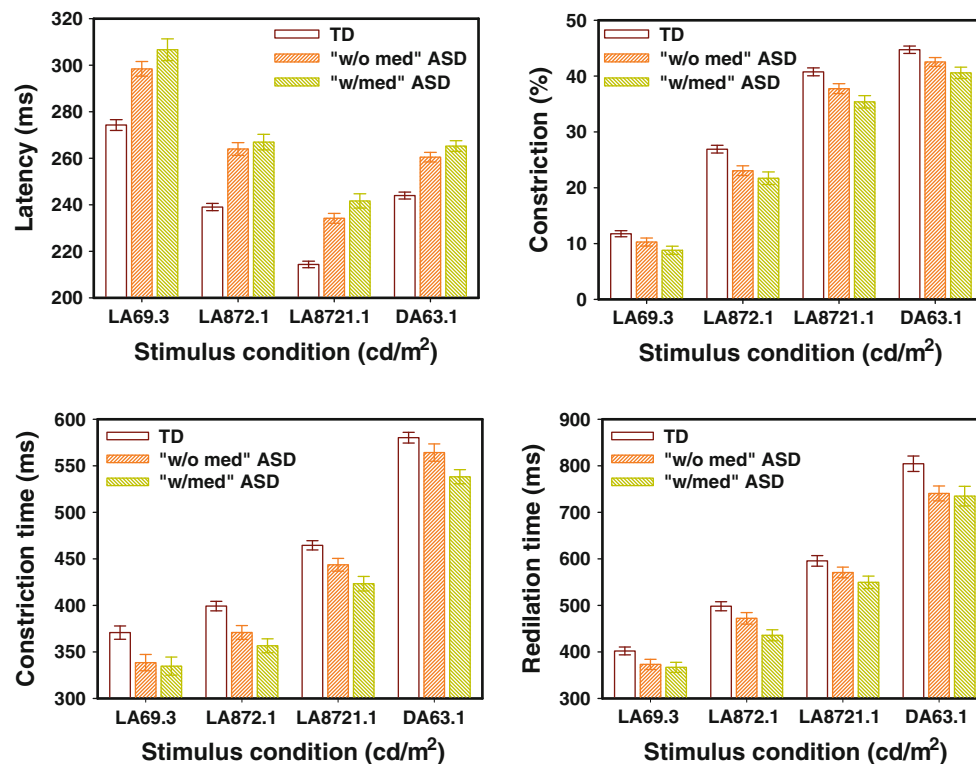 Latency (ms)
320
300
280
260
240
220
200
TD
"w/o med" ASD
"w/med" ASD
LA69.3 LA872.1 LA8721.1 DA63.1
Stimulus condition (cd/m²)
Constriction (%)
50
40
30
20
10
0
TD
"w/o med" ASD
"w/med" ASD
LA69.3 LA872.1 LA8721.1 DA63.1
Stimulus condition (cd/m²)
Constriction time (ms)
600
550
500
450
400
350
300
TD
"w/o med" ASD
"w/med" ASD
LA69.3 LA872.1 LA8721.1 DA63.1
Stimulus condition (cd/m²)
Redilation time (ms)
900
800
700
600
500
400
300
TD
"w/o med" ASD
"w/med" ASD
LA69.3 LA872.1 LA8721.1 DA63.1
Stimulus condition (cd/m²)